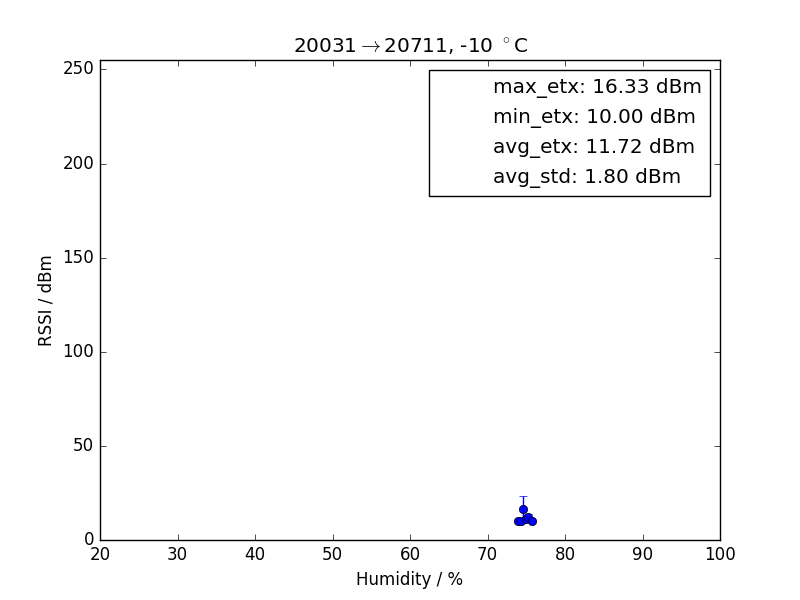 20031→20711, -10 °C
max_etx: 16.33 dBm
min_etx: 10.00 dBm
avg_etx: 11.72 dBm
avg_std: 1.80 dBm
250
200
150
100
50
0
RSSI / dBm
20 30 40 50 60 70 80 90 100
Humidity / %